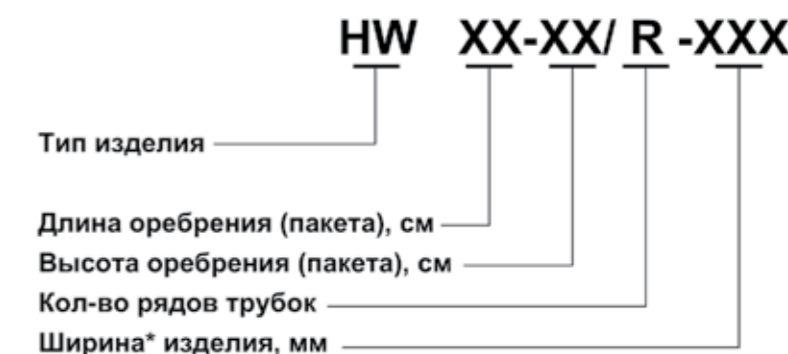 HW XX-XX/ R -XXX
Тип изделия
Длина оребрения (пакета), см
Высота оребрения (пакета), см
Кол-во рядов трубок
Ширина* изделия, мм